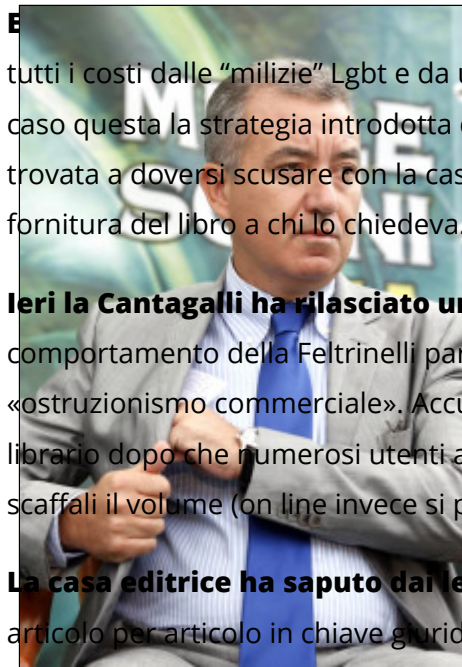 E
tutti i costi dalle “milizie” Lgbt e da
caso questa la strategia introdotta
trovata a doversi scusare con la cas
fornitura del libro a chi lo chiedeva.
Ieri la Cantagalli ha rilasciato un
comportamento della Feltrinelli par
«ostruzionismo commerciale». Accu
librario dopo che numerosi utenti a
scaffali il volume (on line invece si p
La casa editrice ha saputo dai le
articolo per articolo in chiave giurid